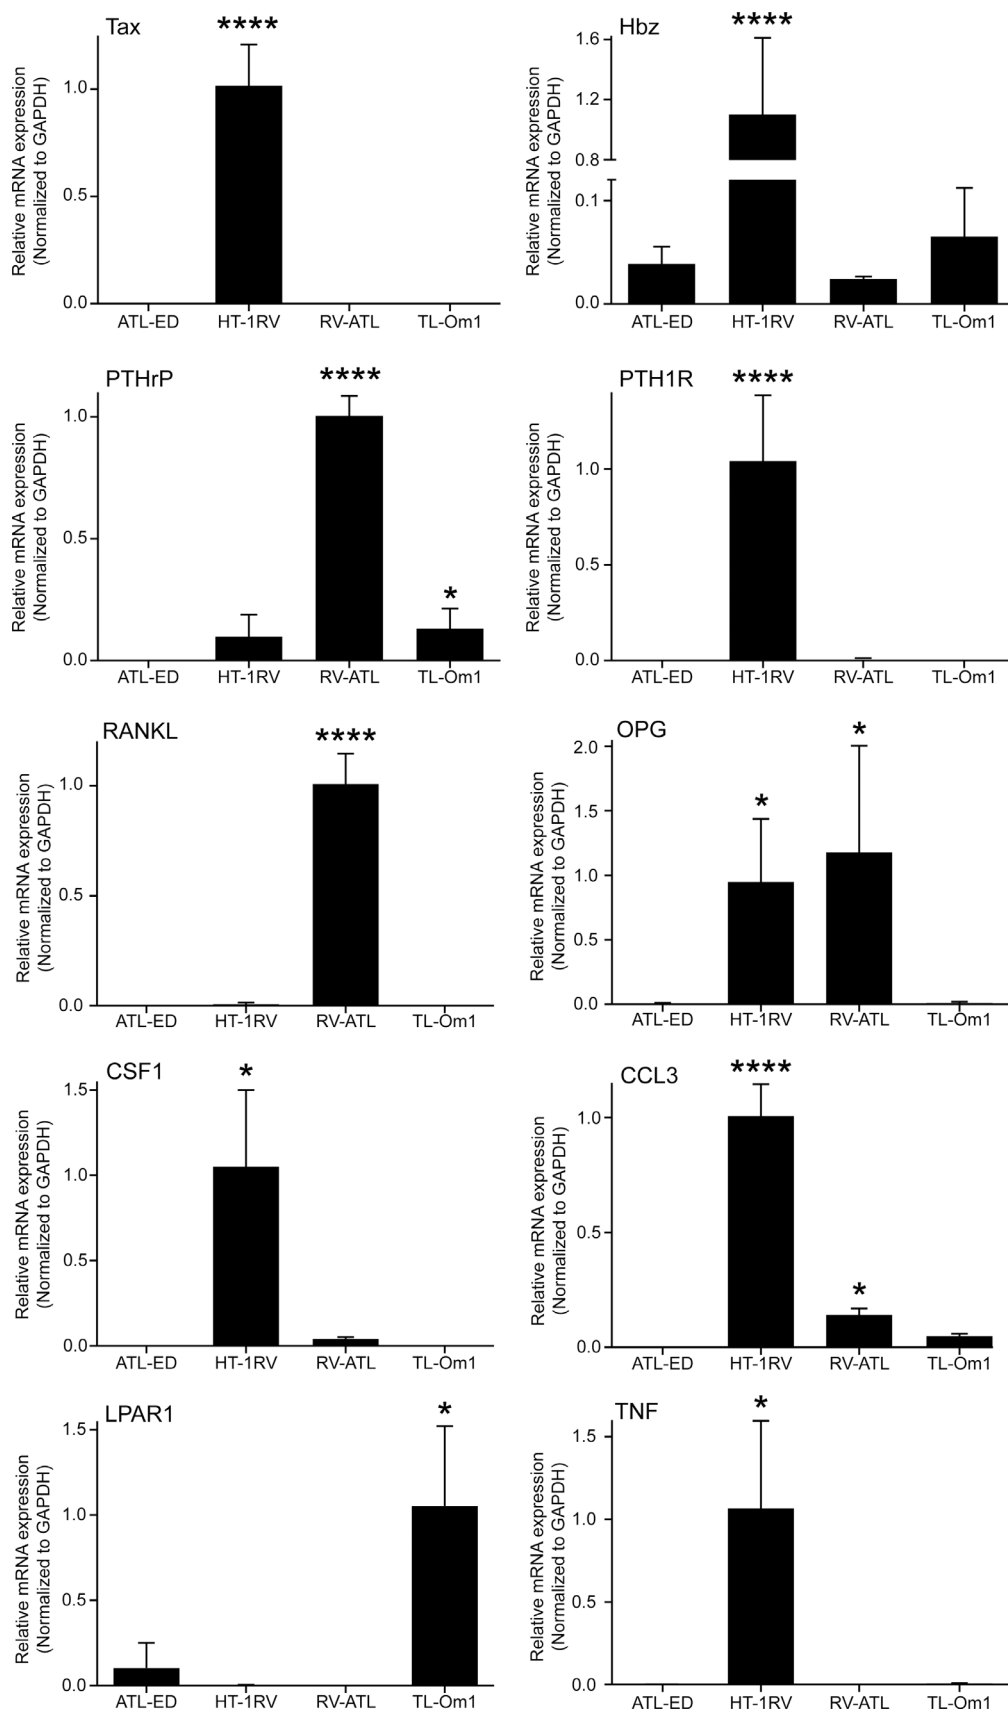 Tax
****
Relative mRNA expression
(Normalized to GAPDH)
1.0
0.5
0.0
ATL-ED HT-1RV RV-ATL TL-Om1
Hbz
****
Relative mRNA expression
(Normalized to GAPDH)
1.6
1.2
0.8
0.1
0.0
ATL-ED HT-1RV RV-ATL TL-Om1
PTHrP
****
*
Relative mRNA expression
(Normalized to GAPDH)
1.0
0.5
0.0
ATL-ED HT-1RV RV-ATL TL-Om1
PTH1R
****
Relative mRNA expression
(Normalized to GAPDH)
1.0
0.5
0.0
ATL-ED HT-1RV RV-ATL TL-Om1
RANKL
****
Relative mRNA expression
(Normalized to GAPDH)
1.0
0.5
0.0
ATL-ED HT-1RV RV-ATL TL-Om1
OPG
*
*
Relative mRNA expression
(Normalized to GAPDH)
2.0
1.5
1.0
0.5
0.0
ATL-ED HT-1RV RV-ATL TL-Om1
CSF1
*
Relative mRNA expression
(Normalized to GAPDH)
1.5
1.0
0.5
0.0
ATL-ED HT-1RV RV-ATL TL-Om1
CCL3
****
*
Relative mRNA expression
(Normalized to GAPDH)
1.0
0.5
0.0
ATL-ED HT-1RV RV-ATL TL-Om1
LPAR1
*
Relative mRNA expression
(Normalized to GAPDH)
1.5
1.0
0.5
0.0
ATL-ED HT-1RV RV-ATL TL-Om1
TNF
*
Relative mRNA expression
(Normalized to GAPDH)
1.5
1.0
0.5
0.0
ATL-ED HT-1RV RV-ATL TL-Om1